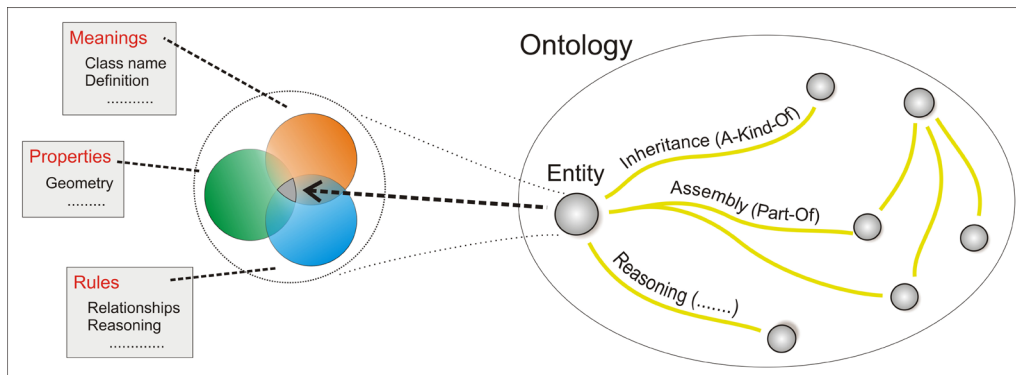 Meanings
Class name
Definition
...........
Properties
Geometry
.........
Rules
Relationships
Reasoning
.............
Ontology
Entity
Inheritance (A-Kind-Of)
Assembly (Part-Of)
Reasoning (.......)